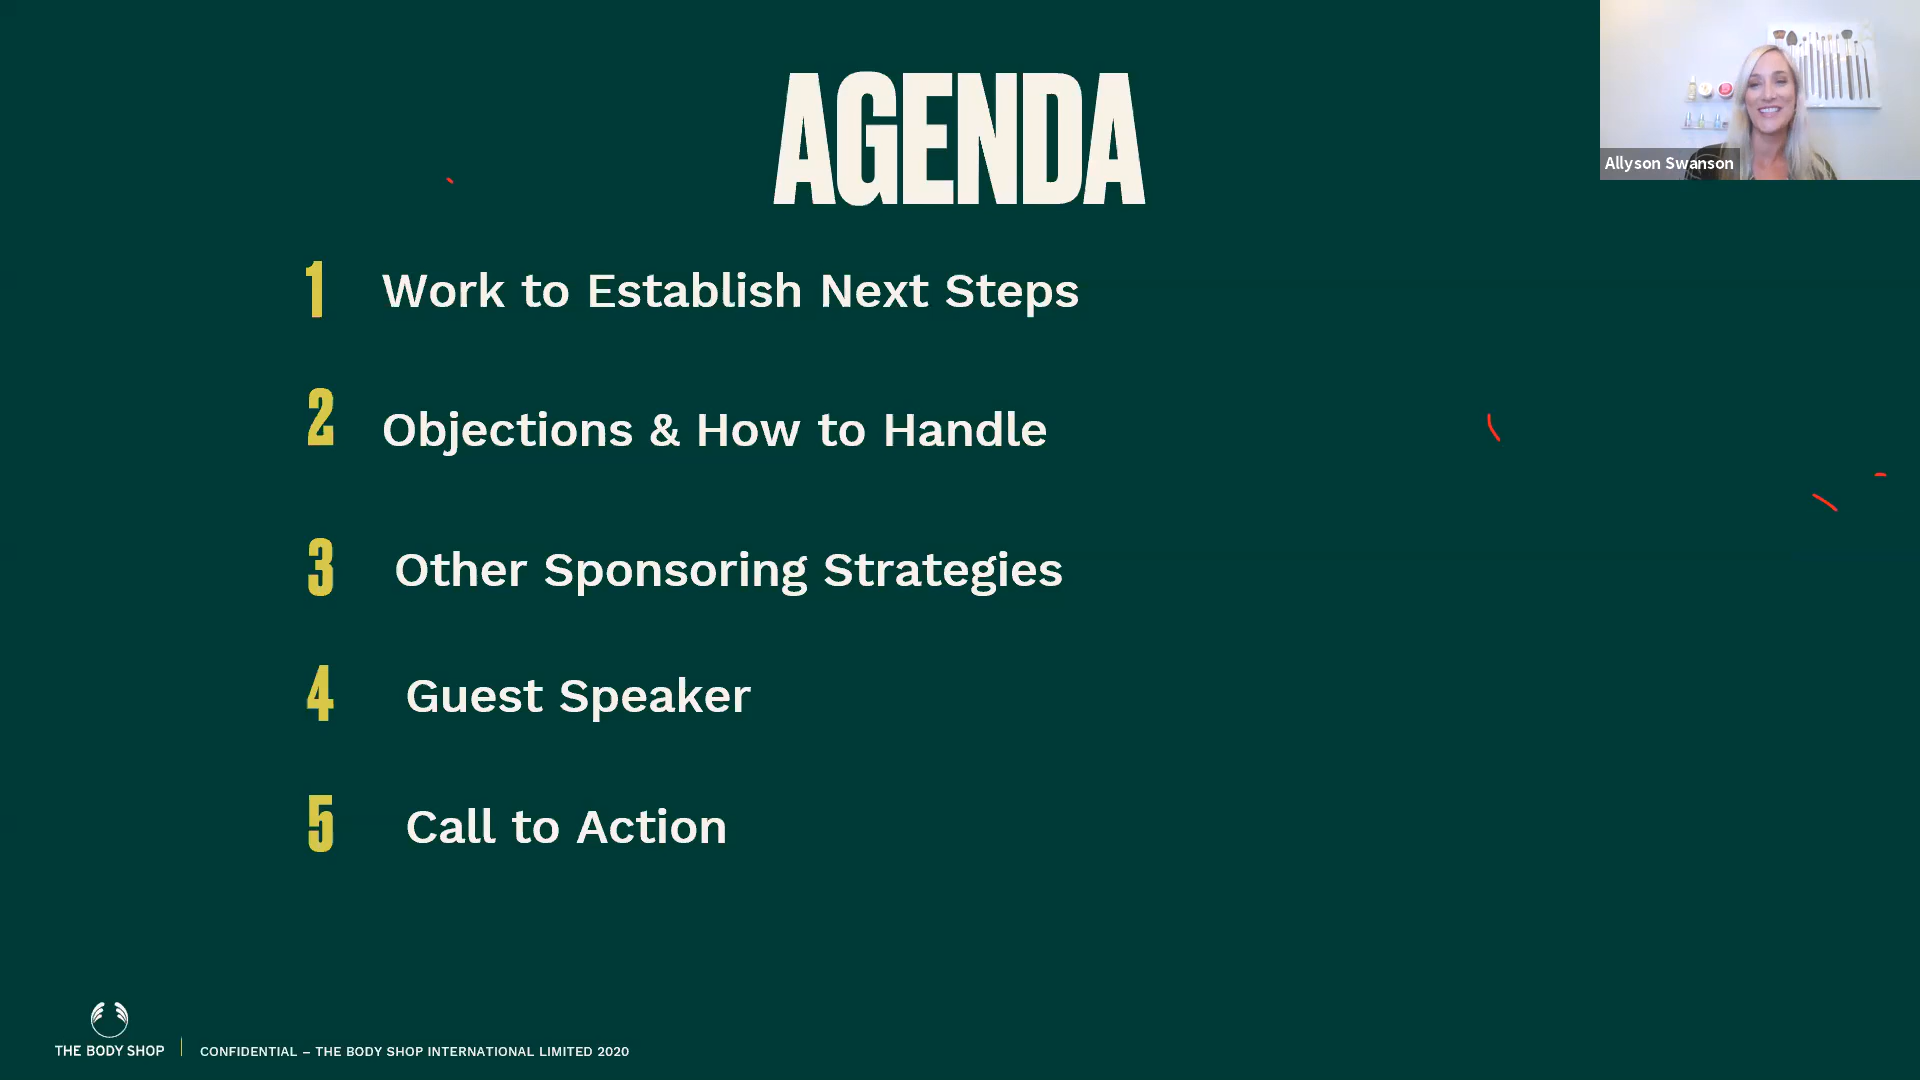 AGENDA
Allyson Swanson
1 Work to Establish Next Steps
2 Objections & How to Handle
3 Other Sponsoring Strategies
4 Guest Speaker
5 Call to Action
THE BODY SHOP
CONFIDENTIAL – THE BODY SHOP INTERNATIONAL LIMITED 2020